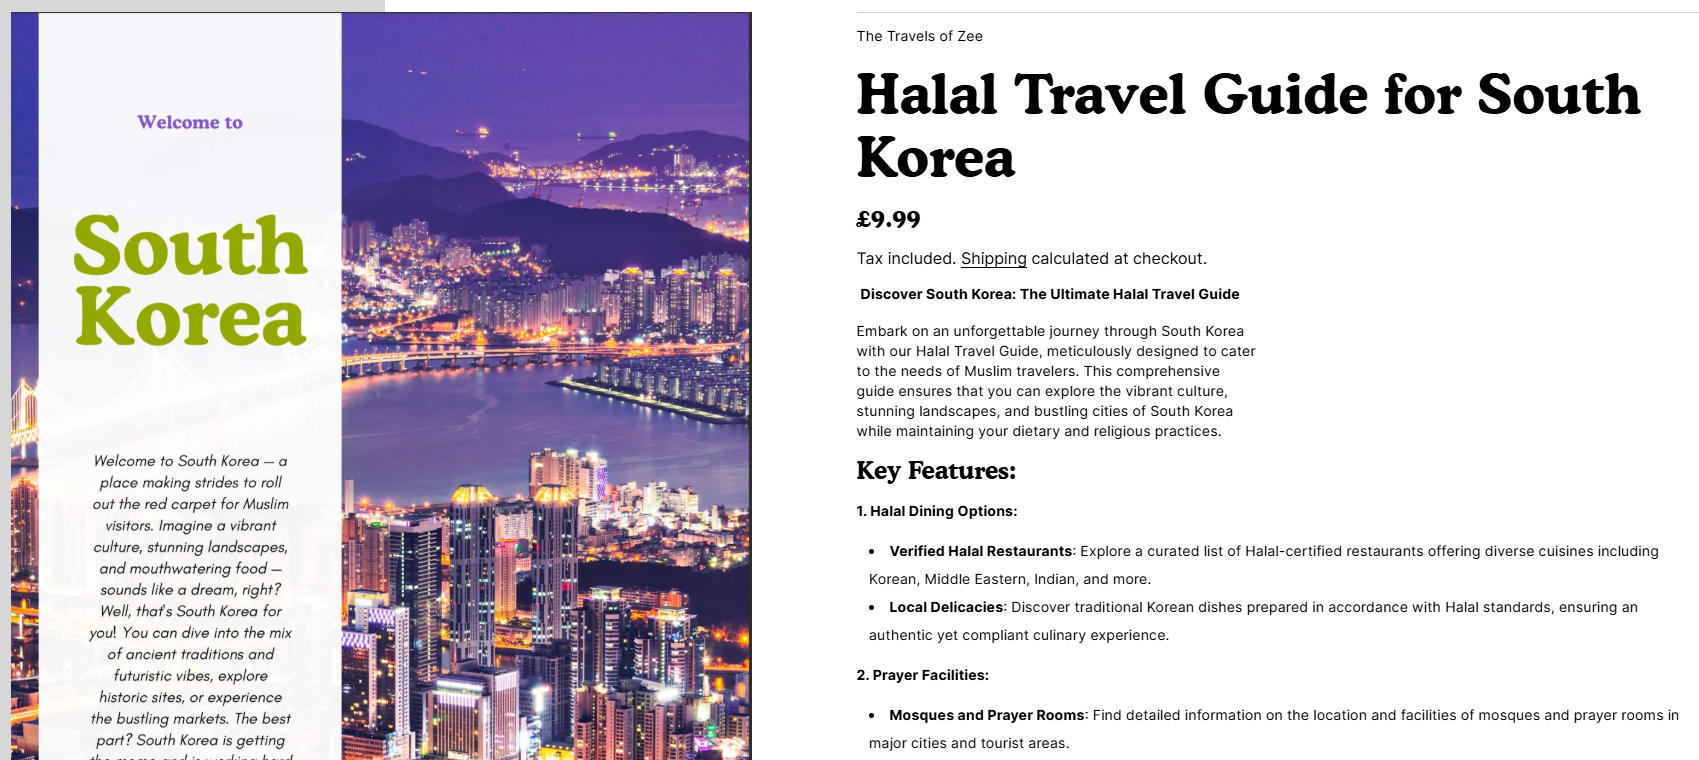 Welcome to
South
Korea
Welcome to South Korea — a
place making strides to roll
out the red carpet for Muslim
visitors. Imagine a vibrant
culture, stunning landscapes,
and mouthwatering food —
sounds like a dream, right?
Well, that's South Korea for
you! You can dive into the mix
of ancient traditions and
futuristic vibes, explore
historic sites, or experience
the bustling markets. The best
part? South Korea is getting
The Travels of Zee
Halal Travel Guide for South
Korea
£9.99
Tax included. Shipping calculated at checkout.
Discover South Korea: The Ultimate Halal Travel Guide
Embark on an unforgettable journey through South Korea
with our Halal Travel Guide, meticulously designed to cater
to the needs of Muslim travelers. This comprehensive
guide ensures that you can explore the vibrant culture,
stunning landscapes, and bustling cities of South Korea
while maintaining your dietary and religious practices.
Key Features:
1. Halal Dining Options:
• Verified Halal Restaurants: Explore a curated list of Halal-certified restaurants offering diverse cuisines including
Korean, Middle Eastern, Indian, and more.
• Local Delicacies: Discover traditional Korean dishes prepared in accordance with Halal standards, ensuring an
authentic yet compliant culinary experience.
2. Prayer Facilities:
• Mosques and Prayer Rooms: Find detailed information on the location and facilities of mosques and prayer rooms in
major cities and tourist areas.